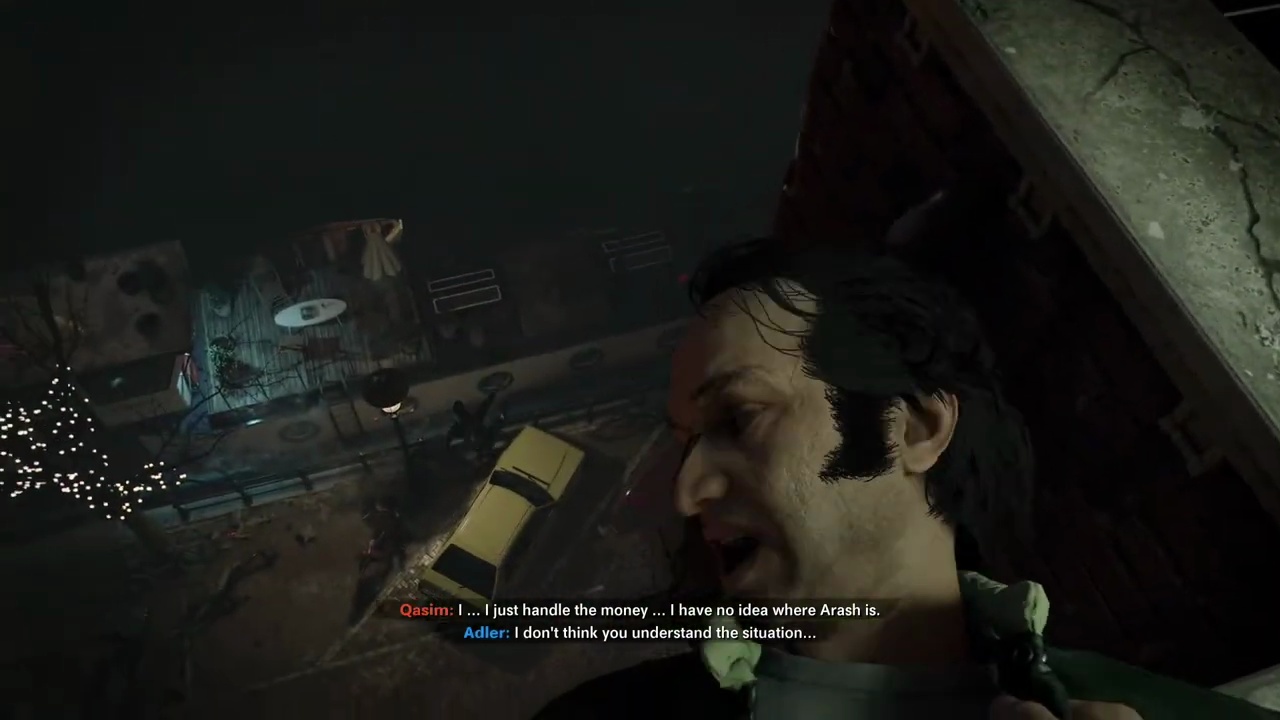 Qasim: I ... I just handle the money ... I have no idea where Arash is.
Adler: I don't think you understand the situation...